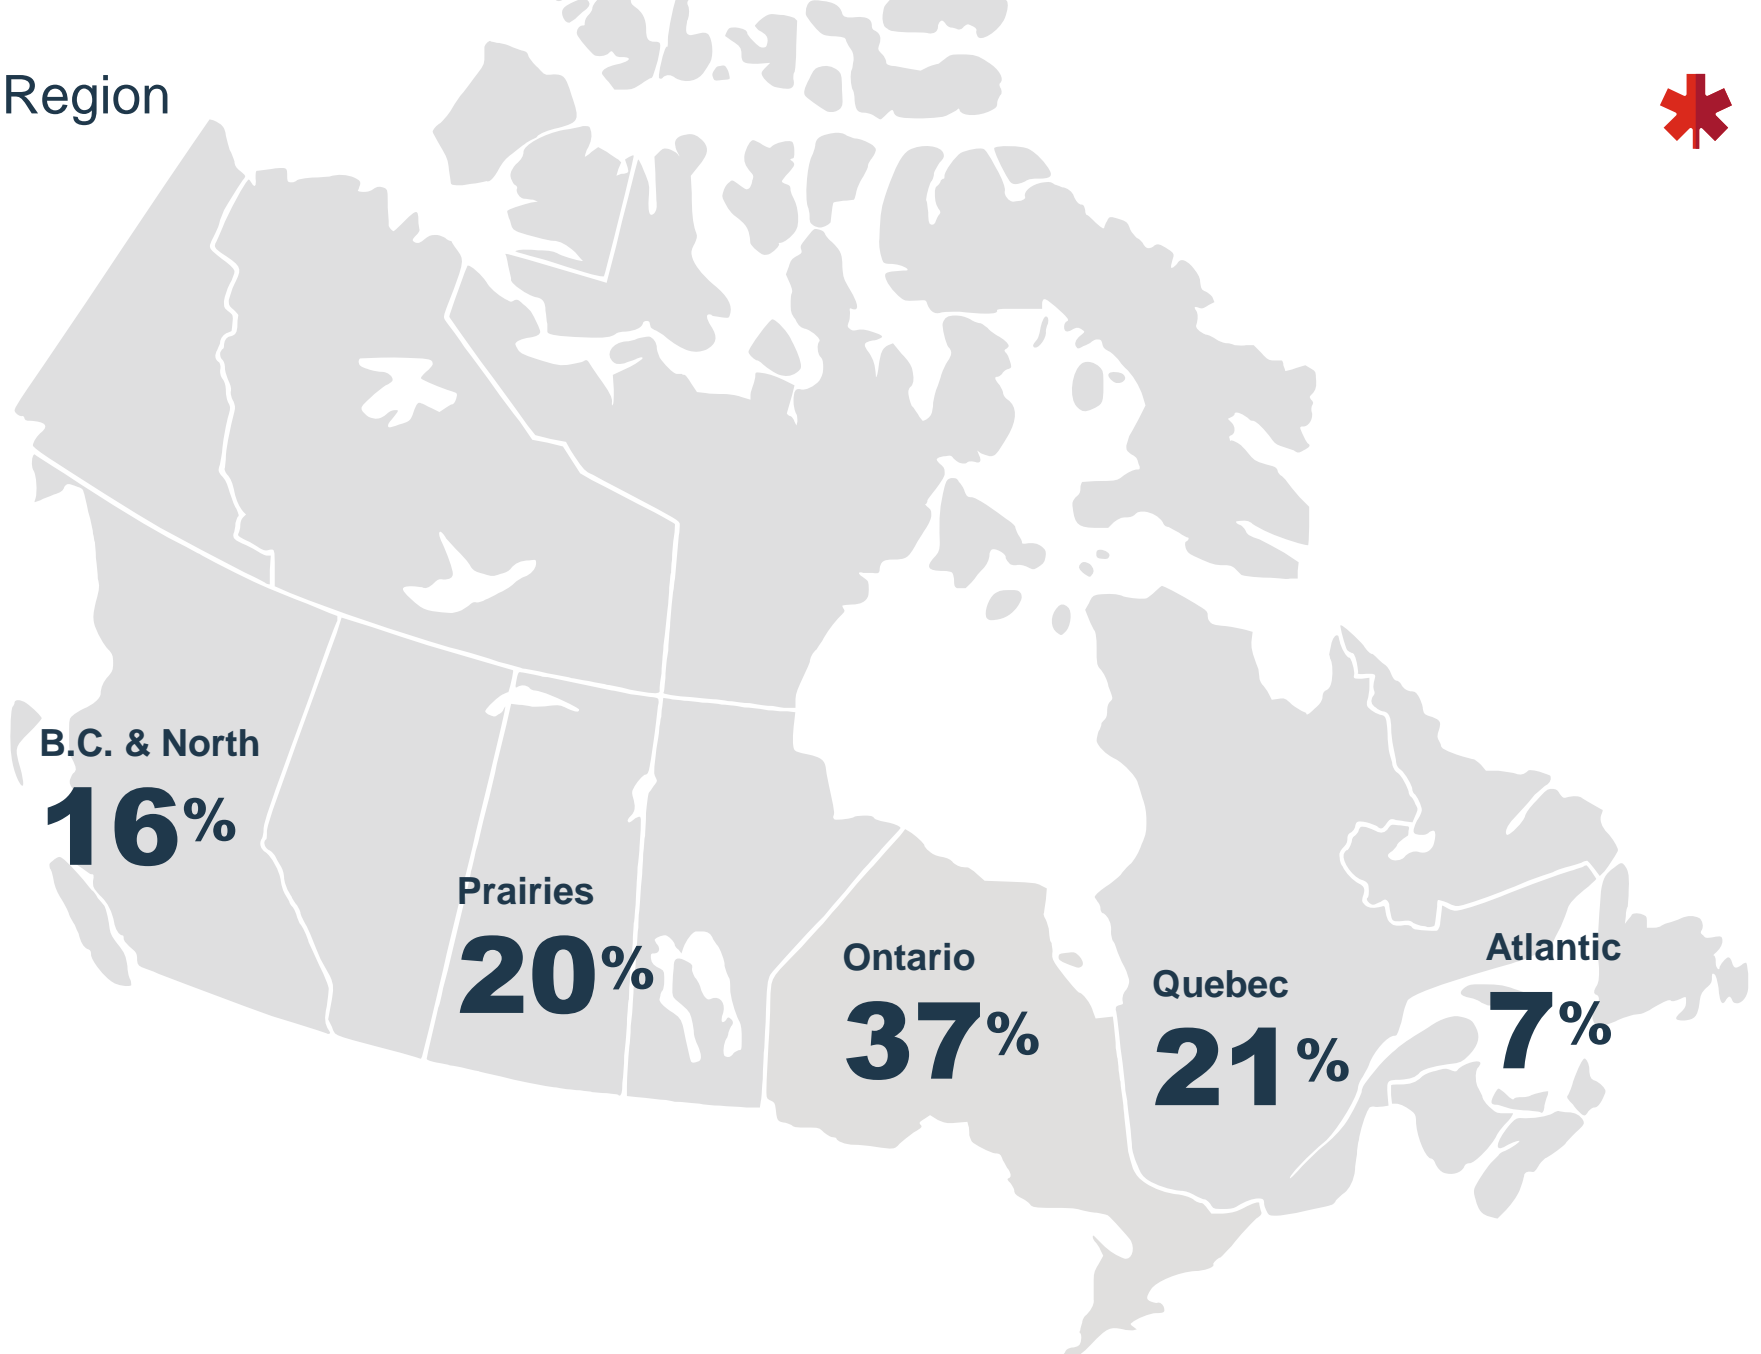 Region
B.C. & North
16%
Prairies
20%
Ontario
37%
Quebec
21%
Atlantic
7%